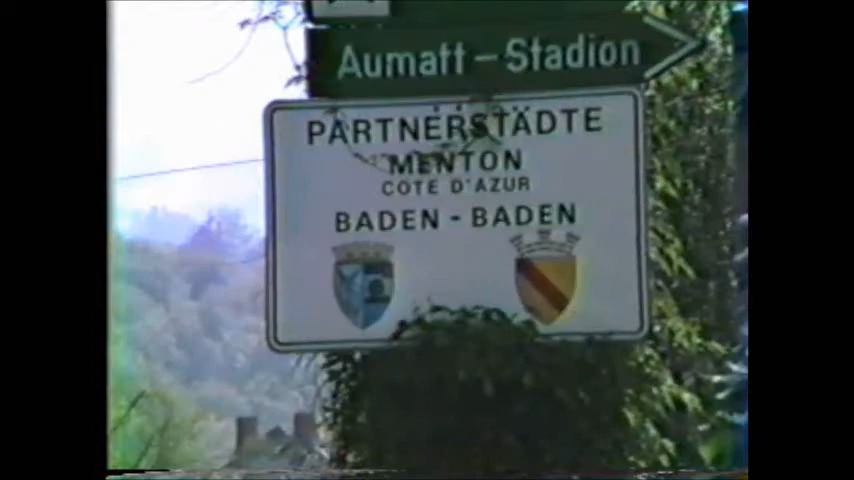 Aumatt - Stadion
PARTNERSTÄDTE
MENTON
COTE D'AZUR
BADEN - BADEN